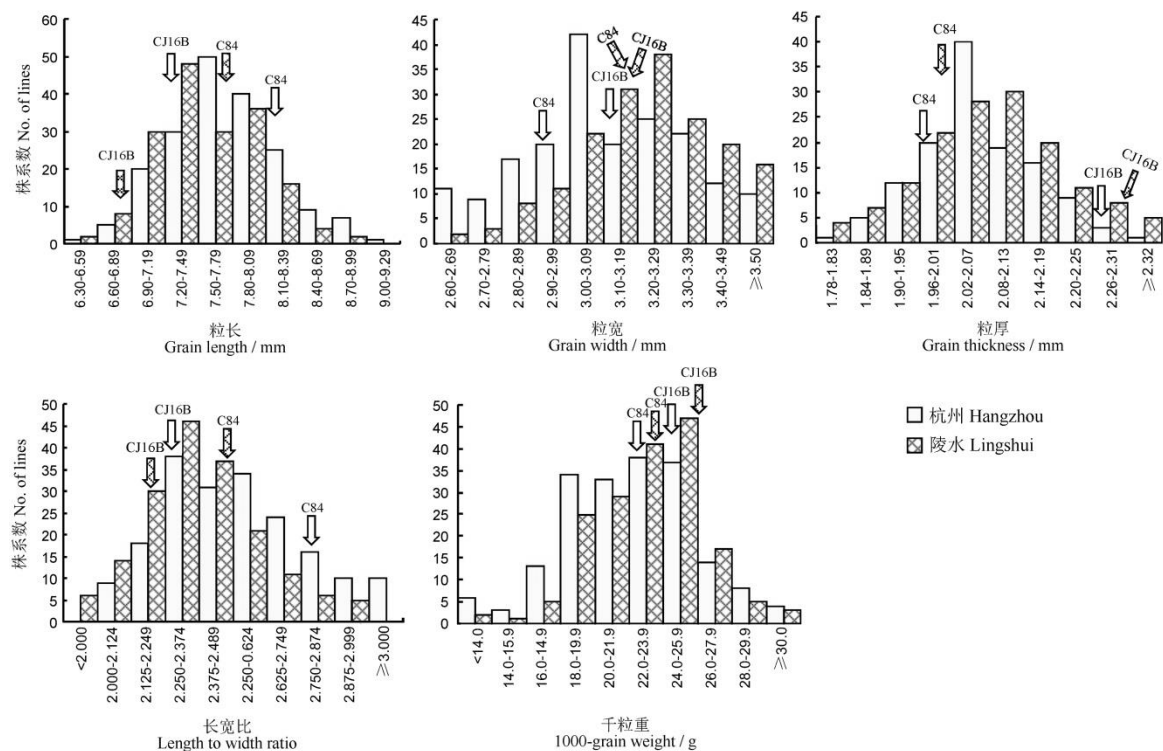 株系数 No. of lines
60
50
40
30
20
10
0
CJ16B
CJ16B
C84
C84
6.30-6.59
6.60-6.89
6.90-7.19
7.20-7.49
7.50-7.79
7.80-8.09
8.10-8.39
8.40-8.69
8.70-8.99
9.00-9.29
粒长
Grain length / mm
45
40
35
30
25
20
15
10
5
0
C84
C84
CJ16B
CJ16B
2.60-2.69
2.70-2.79
2.80-2.89
2.90-2.99
3.00-3.09
3.10-3.19
3.20-3.29
3.30-3.39
3.40-3.49
≥3.50
粒宽
Grain width / mm
45
40
35
30
25
20
15
10
5
0
C84
C84
CJ16B
CJ16B
1.78-1.83
1.84-1.89
1.90-1.95
1.96-2.01
2.02-2.07
2.08-2.13
2.14-2.19
2.20-2.25
2.26-2.31
≥2.32
粒厚
Grain thickness / mm
株系数 No. of lines
50
45
40
35
30
25
20
15
10
5
0
CJ16B
CJ16B
C84
C84
<2.000
2.000-2.124
2.125-2.249
2.250-2.374
2.375-2.489
2.250-0.624
2.625-2.749
2.750-2.874
2.875-2.999
≥3.000
长宽比
Length to width ratio
50
45
40
35
30
25
20
15
10
5
0
C84
C84
CJ16B
CJ16B
<14.0
14.0-15.9
16.0-14.9
18.0-19.9
20.0-21.9
22.0-23.9
24.0-25.9
26.0-27.9
28.0-29.9
≥30.0
千粒重
1000-grain weight / g
杭州 Hangzhou
陵水 Lingshui